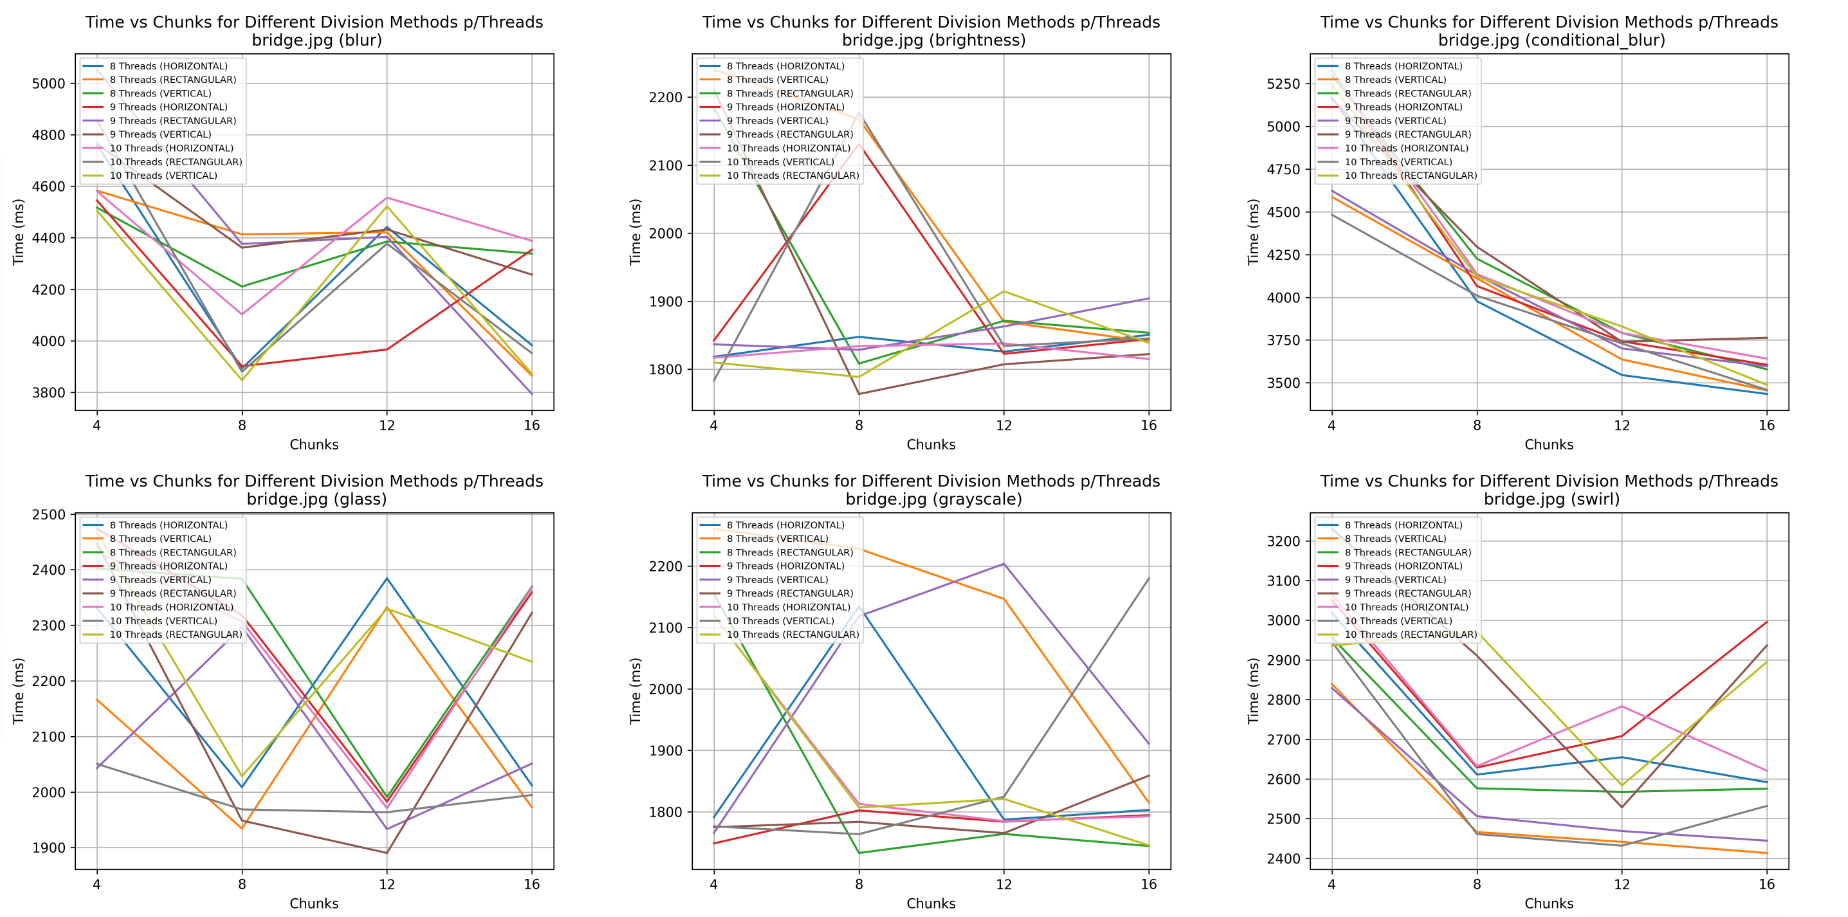 Time vs Chunks for Different Division Methods p/Threads
bridge.jpg (blur)
8 Threads (HORIZONTAL)
8 Threads (RECTANGULAR)
8 Threads (VERTICAL)
9 Threads (HORIZONTAL)
9 Threads (RECTANGULAR)
9 Threads (VERTICAL)
10 Threads (HORIZONTAL)
10 Threads (RECTANGULAR)
10 Threads (VERTICAL)
5000
4800
4600
4400
4200
4000
3800
Time (ms)
4 8 12 16
Chunks
Time vs Chunks for Different Division Methods p/Threads
bridge.jpg (brightness)
8 Threads (HORIZONTAL)
8 Threads (VERTICAL)
8 Threads (RECTANGULAR)
9 Threads (HORIZONTAL)
9 Threads (VERTICAL)
9 Threads (RECTANGULAR)
10 Threads (HORIZONTAL)
10 Threads (VERTICAL)
10 Threads (RECTANGULAR)
2200
2100
2000
1900
1800
Time (ms)
4 8 12 16
Chunks
Time vs Chunks for Different Division Methods p/Threads
bridge.jpg (conditional_blur)
8 Threads (HORIZONTAL)
8 Threads (VERTICAL)
8 Threads (RECTANGULAR)
9 Threads (HORIZONTAL)
9 Threads (VERTICAL)
9 Threads (RECTANGULAR)
10 Threads (HORIZONTAL)
10 Threads (VERTICAL)
10 Threads (RECTANGULAR)
5250
5000
4750
4500
4250
4000
3750
3500
Time (ms)
4 8 12 16
Chunks
Time vs Chunks for Different Division Methods p/Threads
bridge.jpg (glass)
8 Threads (HORIZONTAL)
8 Threads (VERTICAL)
8 Threads (RECTANGULAR)
9 Threads (HORIZONTAL)
9 Threads (VERTICAL)
9 Threads (RECTANGULAR)
10 Threads (HORIZONTAL)
10 Threads (VERTICAL)
10 Threads (RECTANGULAR)
2500
2400
2300
2200
2100
2000
1900
Time (ms)
4 8 12 16
Chunks
Time vs Chunks for Different Division Methods p/Threads
bridge.jpg (grayscale)
8 Threads (HORIZONTAL)
8 Threads (VERTICAL)
8 Threads (RECTANGULAR)
9 Threads (HORIZONTAL)
9 Threads (VERTICAL)
9 Threads (RECTANGULAR)
10 Threads (HORIZONTAL)
10 Threads (VERTICAL)
10 Threads (RECTANGULAR)
2200
2100
2000
1900
1800
Time (ms)
4 8 12 16
Chunks
Time vs Chunks for Different Division Methods p/Threads
bridge.jpg (swirl)
8 Threads (HORIZONTAL)
8 Threads (VERTICAL)
8 Threads (RECTANGULAR)
9 Threads (HORIZONTAL)
9 Threads (VERTICAL)
9 Threads (RECTANGULAR)
10 Threads (HORIZONTAL)
10 Threads (VERTICAL)
10 Threads (RECTANGULAR)
3200
3100
3000
2900
2800
2700
2600
2500
2400
Time (ms)
4 8 12 16
Chunks